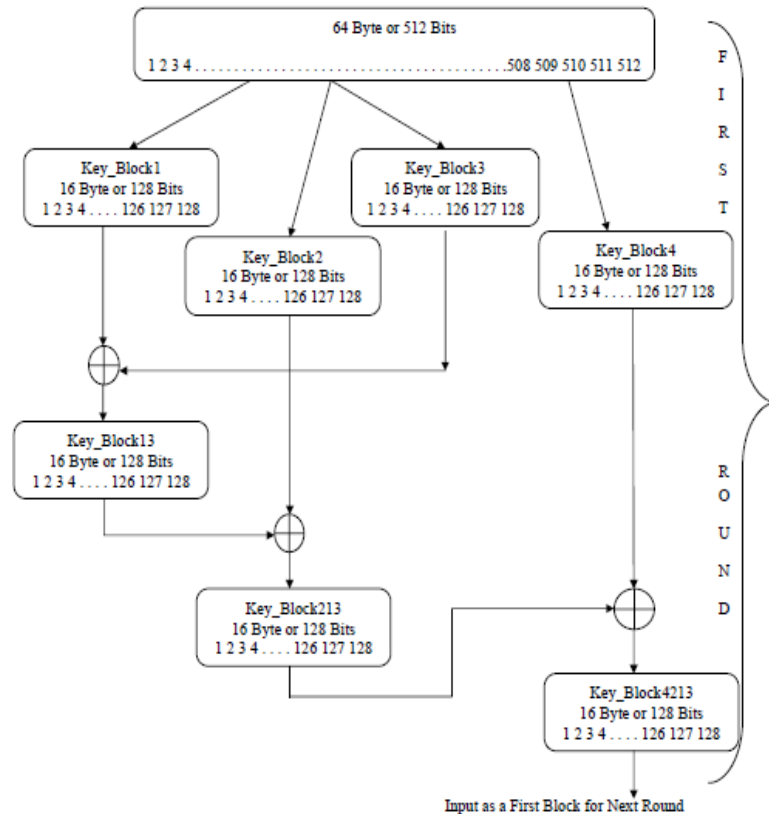 64 Byte or 512 Bits
1 2 3 4 . . . . . . . . . . . . . . . . . . . . . . . . . . . . . . . . . . . . . . . .508 509 510 511 512
Key_Block1
16 Byte or 128 Bits
1 2 3 4 . . . . 126 127 128
Key_Block3
16 Byte or 128 Bits
1 2 3 4 . . . . 126 127 128
Key_Block2
16 Byte or 128 Bits
1 2 3 4 . . . . 126 127 128
Key_Block4
16 Byte or 128 Bits
1 2 3 4 . . . . 126 127 128
Key_Block13
16 Byte or 128 Bits
1 2 3 4 . . . . 126 127 128
Key_Block213
16 Byte or 128 Bits
1 2 3 4 . . . . 126 127 128
Key_Block4213
16 Byte or 128 Bits
1 2 3 4 . . . . 126 127 128
Input as a First Block for Next Round
FIRST
ROUND